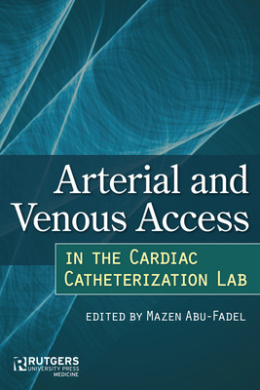 Arterial and
Venous Access
IN THE CARDIAC
CATHETERIZATION LAB
EDITED BY MAZEN ABU-FADEL
RUTGERS
UNIVERSITY PRESS
MEDICINE